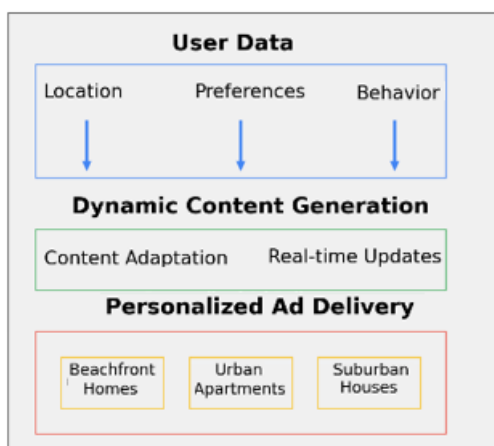 User Data
Location Preferences Behavior
Dynamic Content Generation
Content Adaptation Real-time Updates
Personalized Ad Delivery
Beachfront Homes
Urban Apartments
Suburban Houses